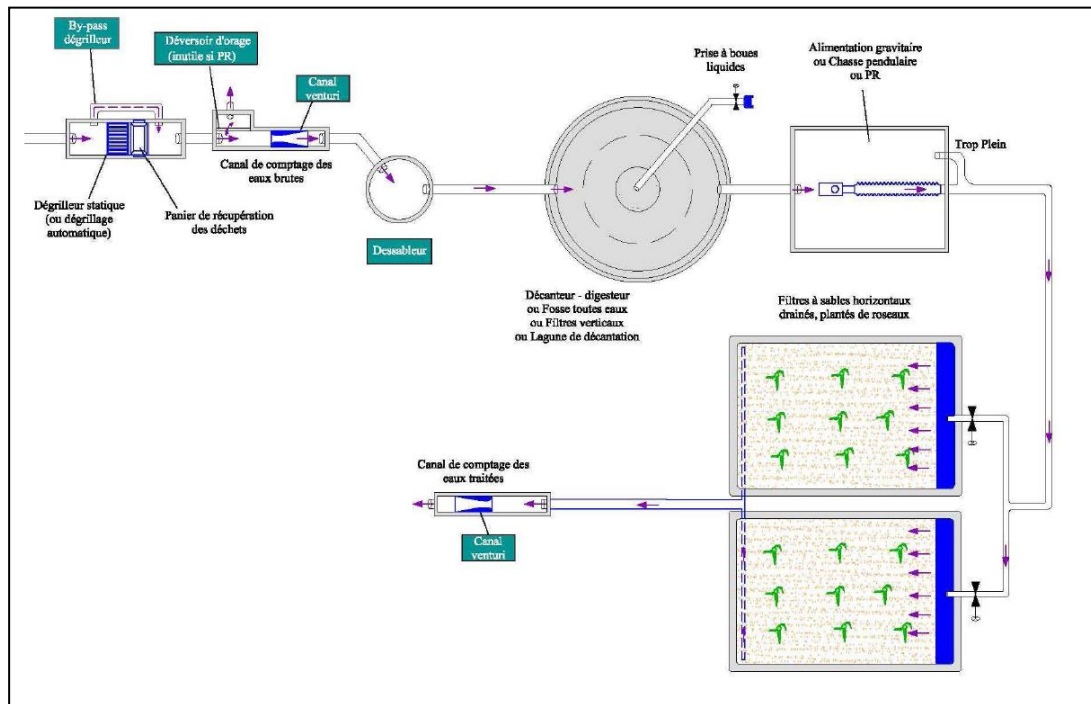 By-pass
dégrilleur
Déversoir d'orage
(inutile si PR)
Canal
venturi
Canal de comptage des
eaux brutes
Dégrilleur statique
(ou dégrillage
automatique)
Panier de récupération
des déchets
Dessableur
Prise à boues
liquides
Décanteur - digesteur
ou Fosse toutes eaux
ou Filtres verticaux
ou Lagune de décantation
Alimentation gravitaire
ou Chasse pendulaire
ou PR
Trop Plein
Filtres à sables horizontaux
drainés, plantés de roseaux
Canal de comptage des
eaux traitées
Canal
venturi